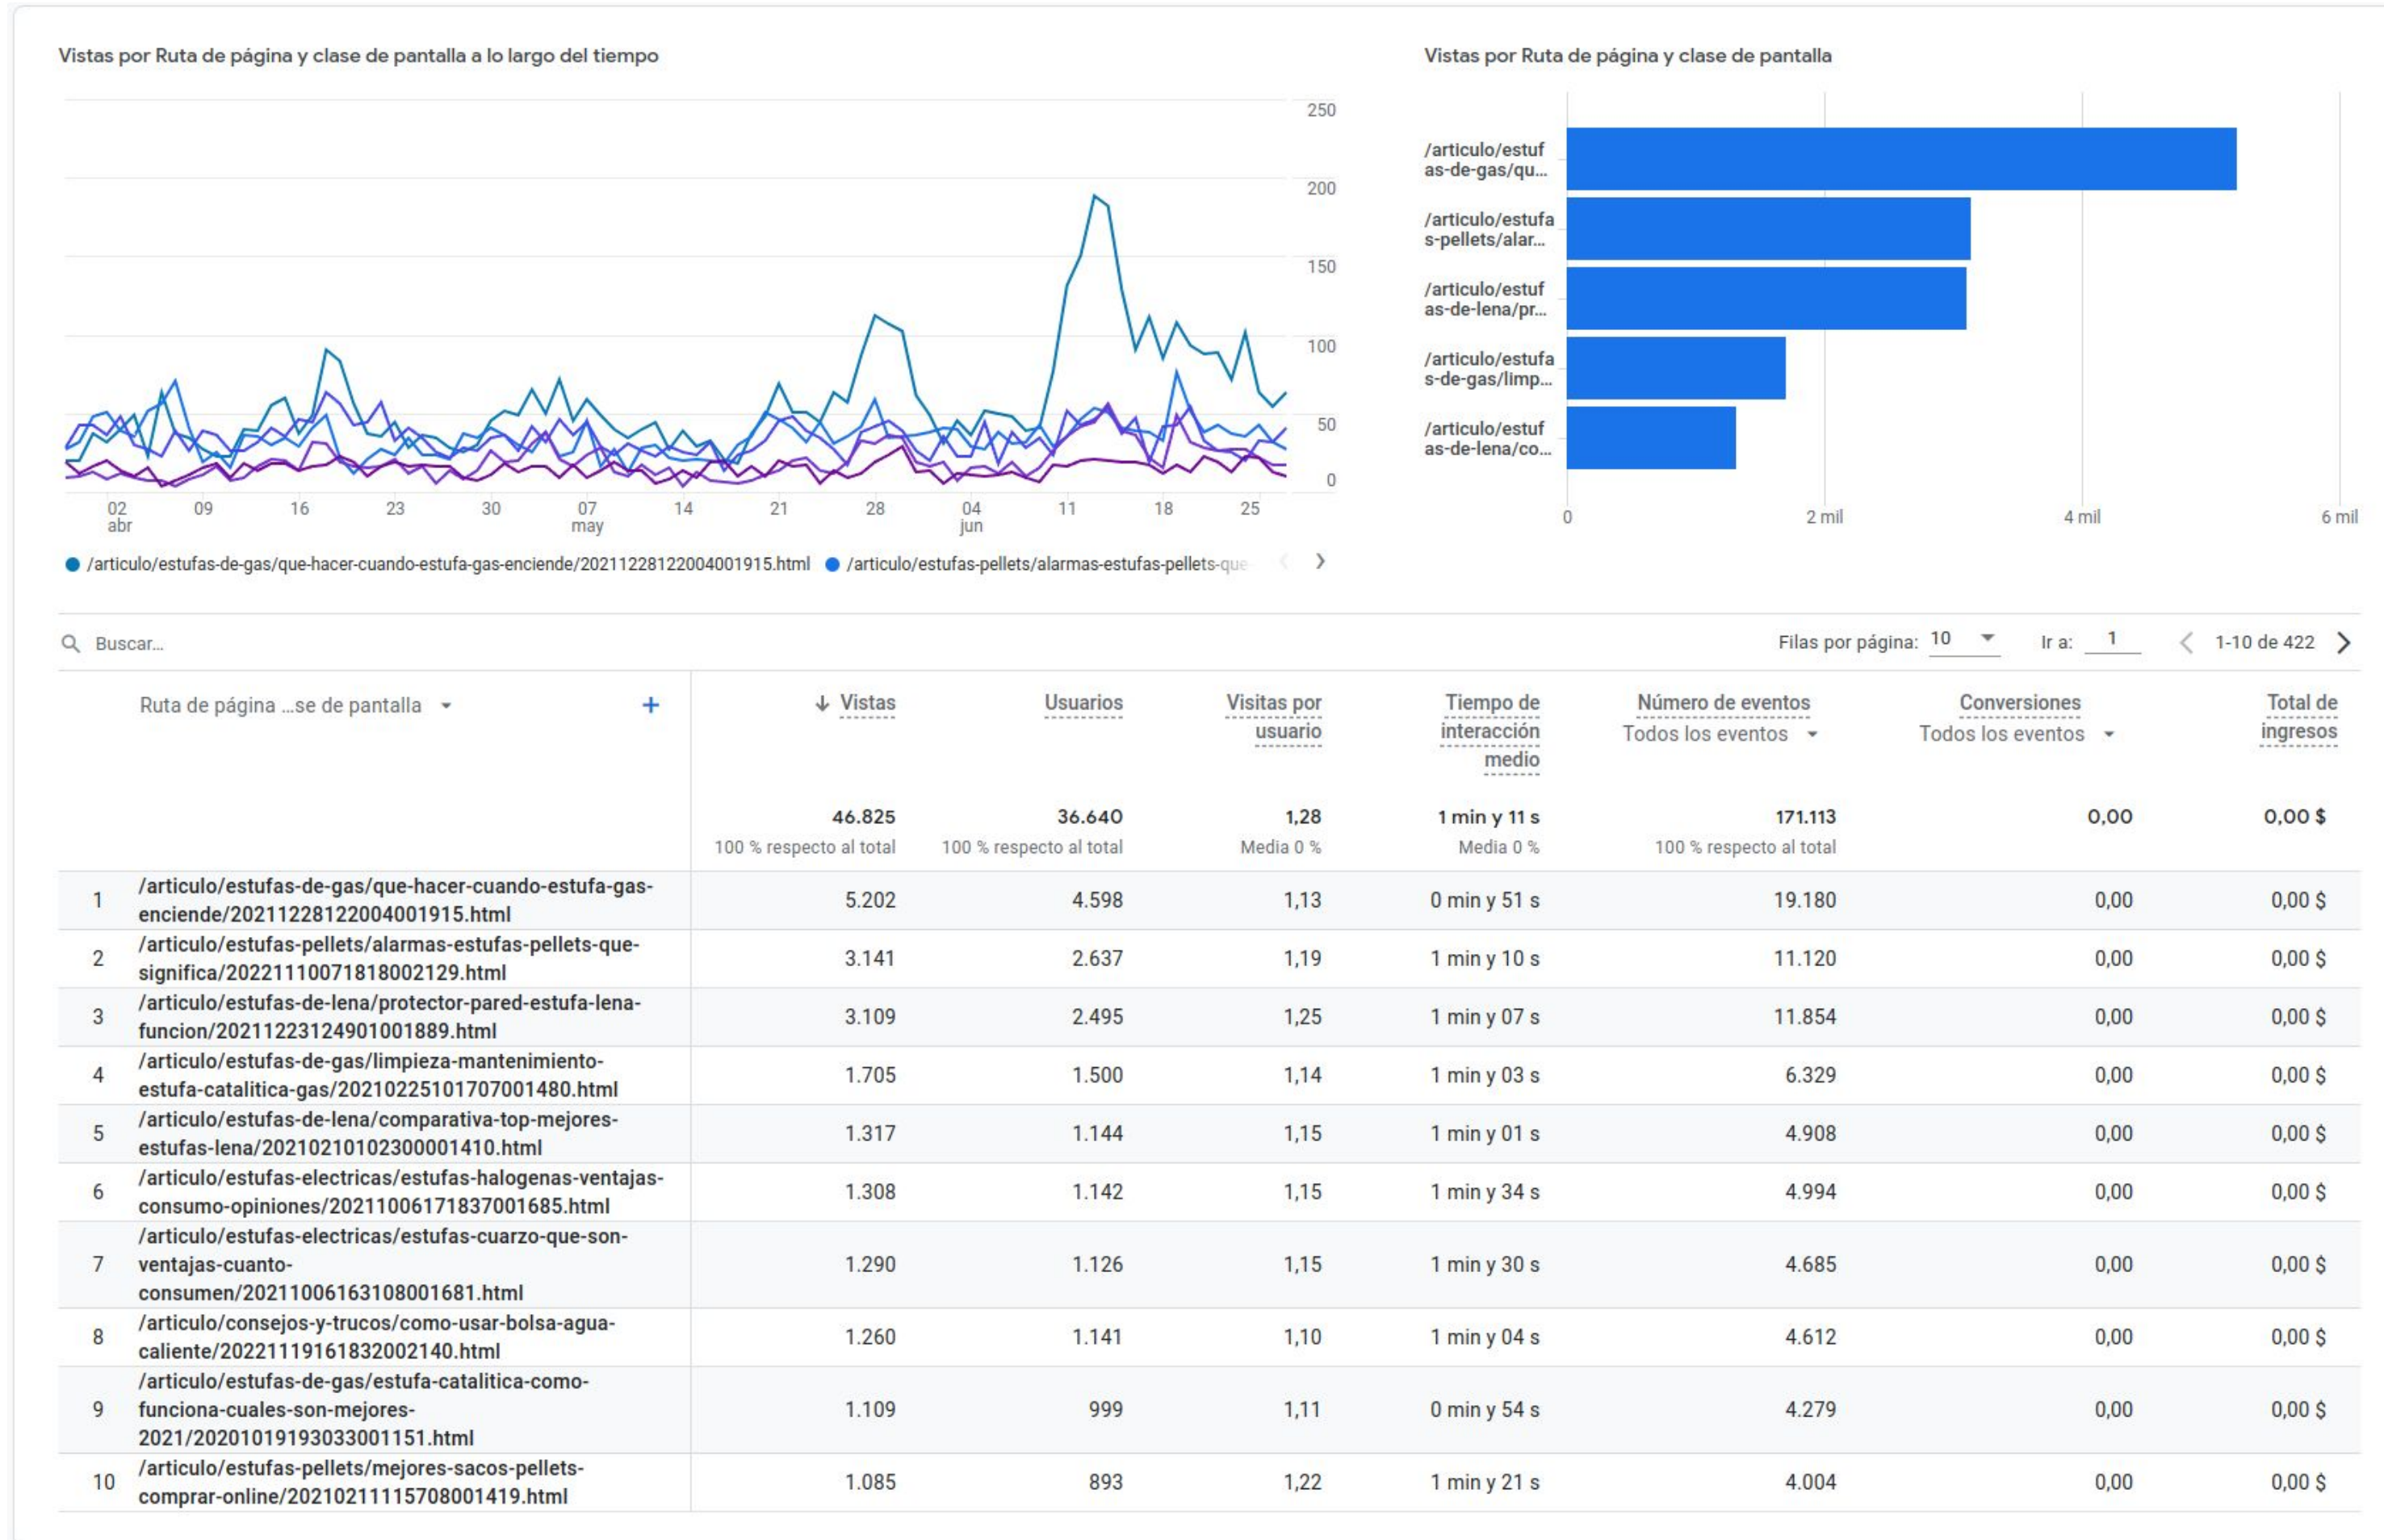 Vistas por Ruta de página y clase de pantalla a lo largo del tiempo
250
200
150
100
50
0
02 abr
09
16
23
30
07 may
14
21
28
04 jun
11
18
25
/articulo/estufas-de-gas/que-hacer-cuando-estufa-gas-enciende/20211228122004001915.html
/articulo/estufas-pellets/alarmas-estufas-pellets-que-
Vistas por Ruta de página y clase de pantalla
/articulo/estuf
as-de-gas/qu...
/articulo/estufa
s-pellets/alar...
/articulo/estuf
as-de-lena/pr...
/articulo/estufa
s-de-gas/limp...
/articulo/estuf
as-de-lena/co...
0
2 mil
4 mil
6 mil
Buscar...
Filas por página: 10
Ir a: 1
1-10 de 422
Ruta de página ...se de pantalla
+
↓ Vistas
Usuarios
Visitas por
usuario
Tiempo de
interacción
medio
Número de eventos
Todos los eventos
Conversiones
Todos los eventos
Total de
ingresos
46.825 36.640 1,28 1 min y 11 s 171.113 0,00 0,00 $
100 % respecto al total 100 % respecto al total Media 0 % Media 0 % 100 % respecto al total
1 /articulo/estufas-de-gas/que-hacer-cuando-estufa-gas-
enciende/20211228122004001915.html
5.202 4.598 1,13 0 min y 51 s 19.180 0,00 0,00 $
2 /articulo/estufas-pellets/alarmas-estufas-pellets-que-
significa/20221110071818002129.html
3.141 2.637 1,19 1 min y 10 s 11.120 0,00 0,00 $
3 /articulo/estufas-de-lena/protector-pared-estufa-lena-
funcion/20211223124901001889.html
3.109 2.495 1,25 1 min y 07 s 11.854 0,00 0,00 $
4 /articulo/estufas-de-gas/limpieza-mantenimiento-
estufa-catalitica-gas/20210225101707001480.html
1.705 1.500 1,14 1 min y 03 s 6.329 0,00 0,00 $
5 /articulo/estufas-de-lena/comparativa-top-mejores-
estufas-lena/20210210102300001410.html
1.317 1.144 1,15 1 min y 01 s 4.908 0,00 0,00 $
6 /articulo/estufas-electricas/estufas-halogenas-ventajas-
consumo-opiniones/20211006171837001685.html
1.308 1.142 1,15 1 min y 34 s 4.994 0,00 0,00 $
7 /articulo/estufas-electricas/estufas-cuarzo-que-son-
ventajas-cuanto-
consumen/20211006163108001681.html
1.290 1.126 1,15 1 min y 30 s 4.685 0,00 0,00 $
8 /articulo/consejos-y-trucos/como-usar-bolsa-agua-
caliente/20221119161832002140.html
1.260 1.141 1,10 1 min y 04 s 4.612 0,00 0,00 $
9 /articulo/estufas-de-gas/estufa-catalitica-como-
funciona-cuales-son-mejores-
2021/20201019193033001151.html
1.109 999 1,11 0 min y 54 s 4.279 0,00 0,00 $
10 /articulo/estufas-pellets/mejores-sacos-pellets-
comprar-online/20210211115708001419.html
1.085 893 1,22 1 min y 21 s 4.004 0,00 0,00 $